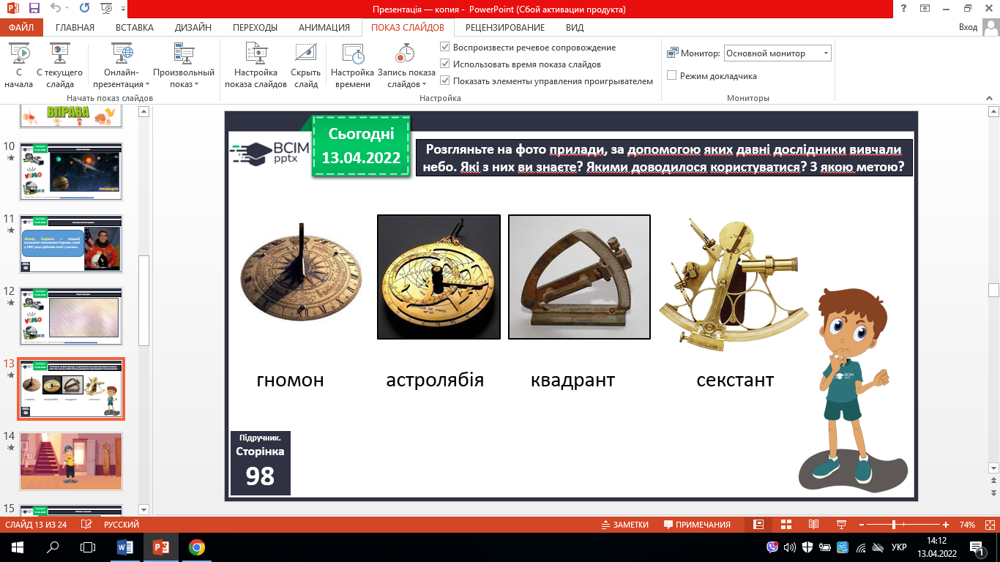 Презентація — копия -  PowerPoint (Сбой активации продукта)
ФАЙЛ ГЛАВНАЯ ВСТАВКА ДИЗАЙН ПЕРЕХОДЫ АНИМАЦИЯ ПОКАЗ СЛАЙДОВ РЕЦЕНЗИРОВАНИЕ ВИД Вход
С начала
С текущего слайда
Онлайн-презентация
Произвольный показ
Начать показ слайдов
Настройка показа слайдов
Скрыть слайд
Настройка времени
Запись показа слайдов
Воспроизвести речевое сопровождение
Использовать время показа слайдов
Показать элементы управления проигрывателем
Настройка
Монитор: Основной монитор
Режим докладчика
Мониторы
ВПРАВА
10
11
98
12
13
14
15
ВСІМ
pptx
Сьогодні
13.04.2022
Розгляньте на фото прилади, за допомогою яких давні дослідники вивчали
небо. Які з них ви знаєте? Якими доводилося користуватися? З якою метою?
гномон
астролябія
квадрант
секстант
ВСІМ
pptx
Підручник.
Сторінка
98
СЛАЙД 13 ИЗ 24 РУССКИЙ ЗАМЕТКИ ПРИМЕЧАНИЯ 74%
УКР
14:12
13.04.2022
1